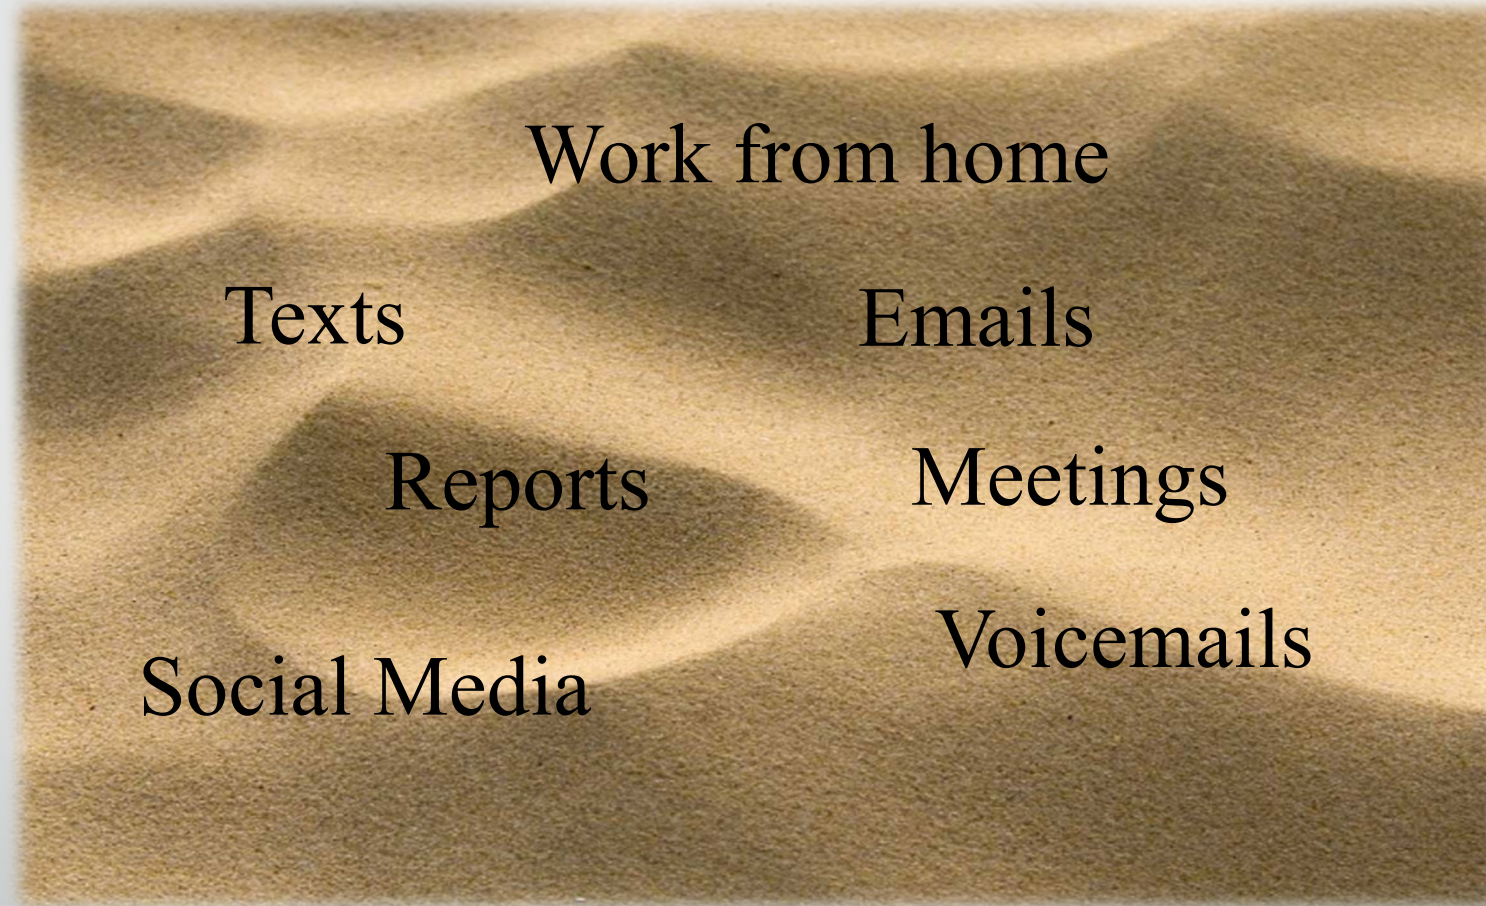 Work from home
Texts
Emails
Reports
Meetings
Voicemails
Social Media